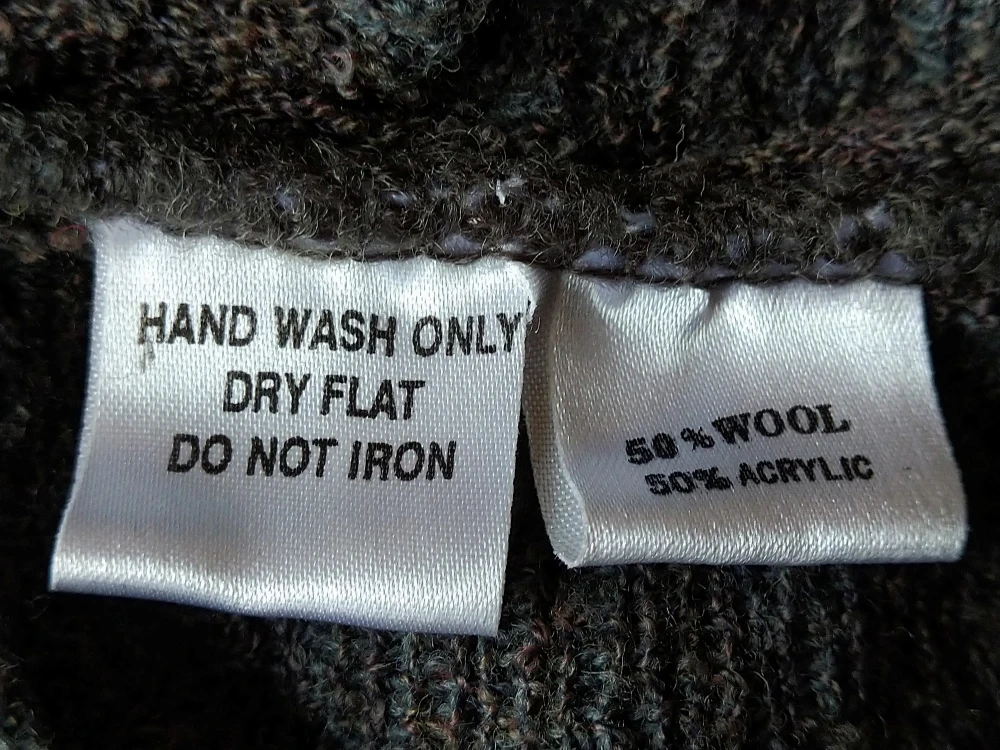 HAND WASH ONLY
DRY FLAT
DO NOT IRON
50% WOOL
50% ACRYLIC